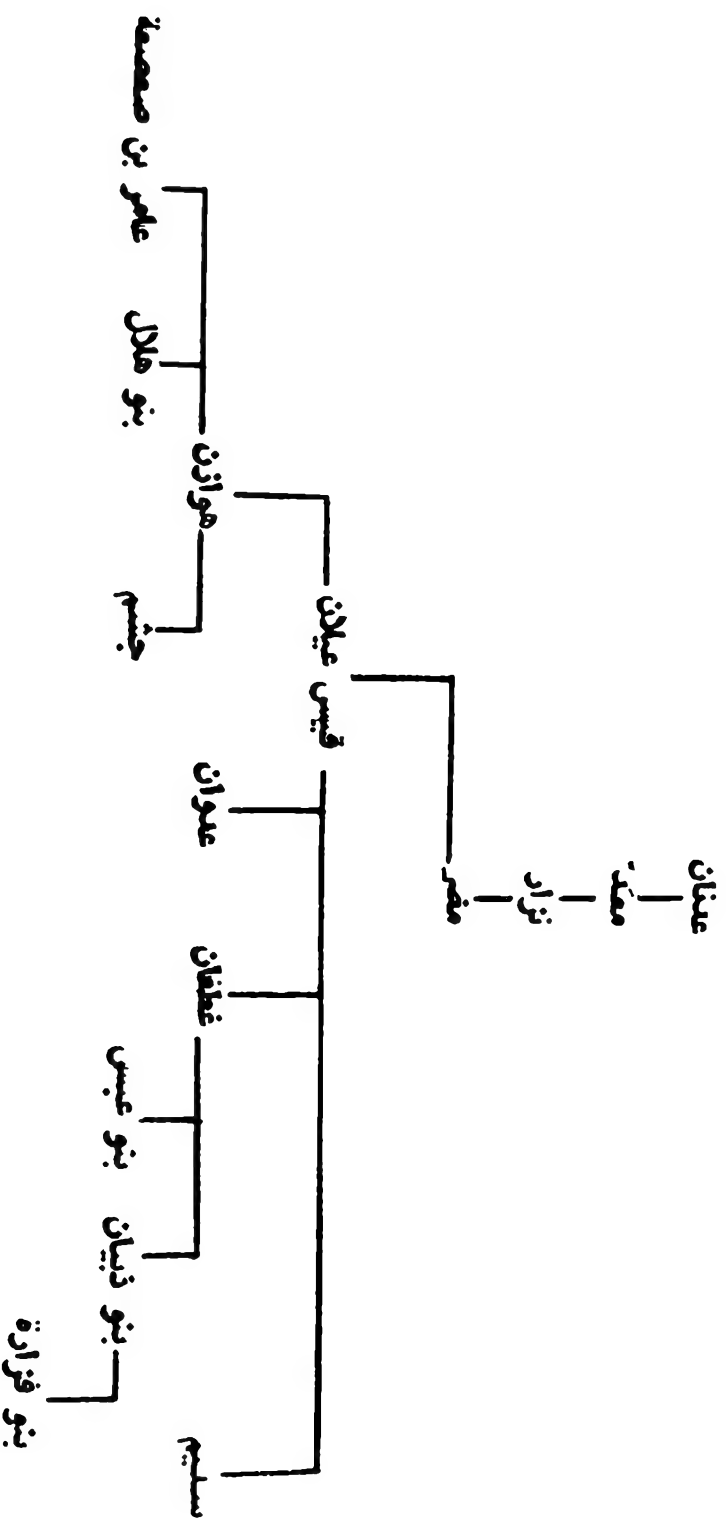 عدنان
معدّ
نزار
مضر
قيس عيلان
سليم
غطفان
عدوان
هوازن
بنو ذبيان
بنو عبس
جشم
بنو هلال
عامر بن صعصعة
بنو فزارة